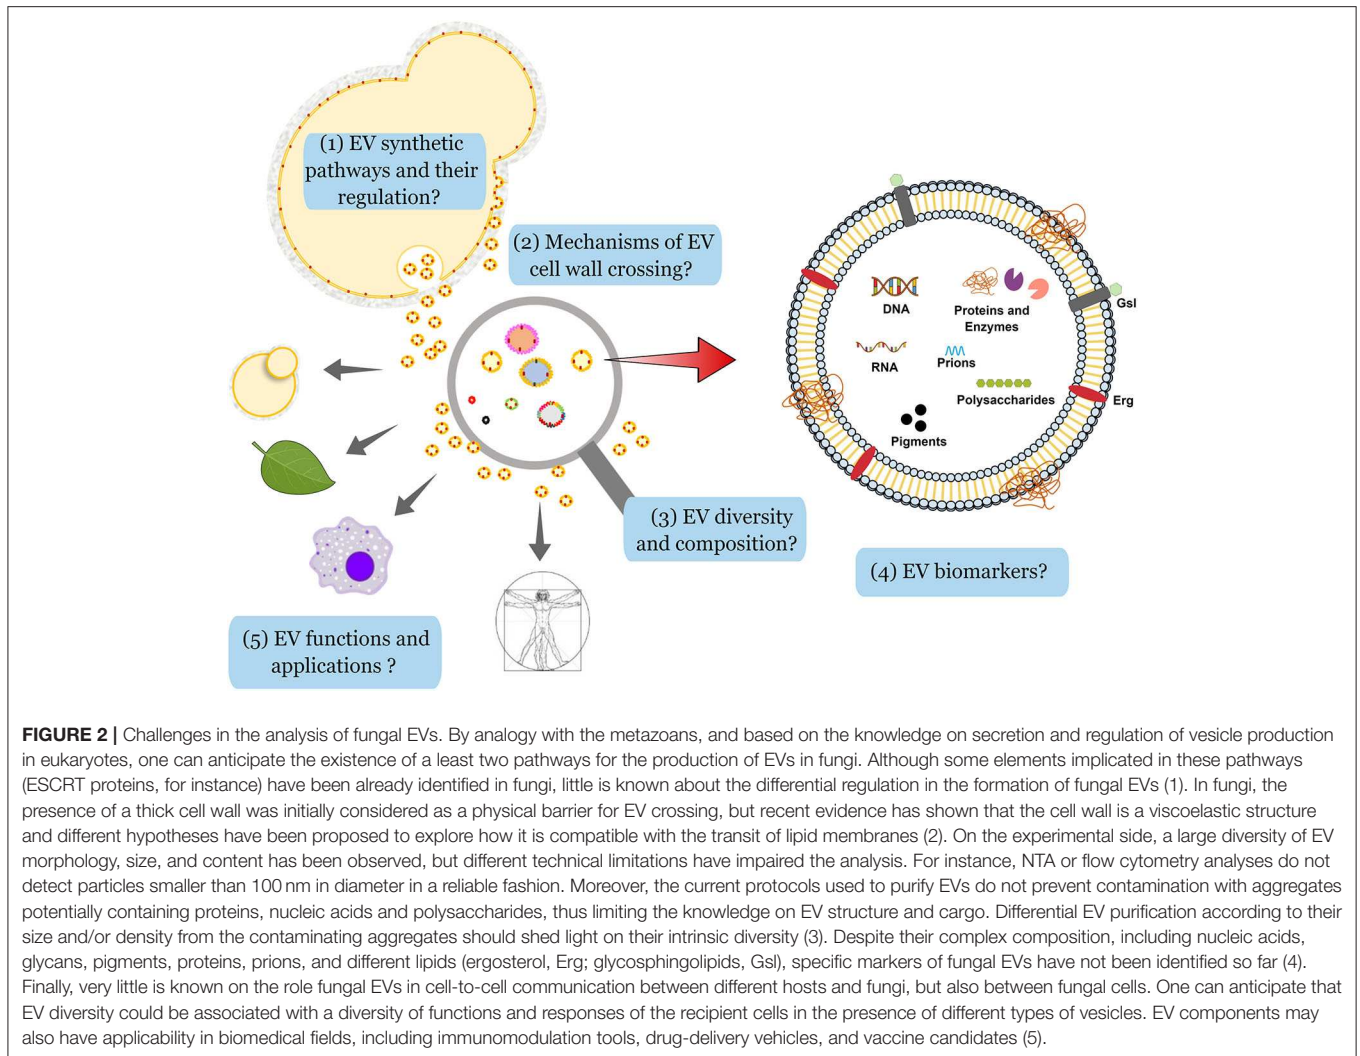 (1) EV synthetic
pathways and their
regulation?
(2) Mechanisms of EV
cell wall crossing?
DNA
Proteins and
Enzymes
Gsl
RNA
Prions
Polysaccharides
Erg
Pigments
(3) EV diversity
and composition?
(4) EV biomarkers?
(5) EV functions and
applications ?
FIGURE 2 | Challenges in the analysis of fungal EVs. By analogy with the metazoans, and based on the knowledge on secretion and regulation of vesicle production
in eukaryotes, one can anticipate the existence of a least two pathways for the production of EVs in fungi. Although some elements implicated in these pathways
(ESCRT proteins, for instance) have been already identified in fungi, little is known about the differential regulation in the formation of fungal EVs (1). In fungi, the
presence of a thick cell wall was initially considered as a physical barrier for EV crossing, but recent evidence has shown that the cell wall is a viscoelastic structure
and different hypotheses have been proposed to explore how it is compatible with the transit of lipid membranes (2). On the experimental side, a large diversity of EV
morphology, size, and content has been observed, but different technical limitations have impaired the analysis. For instance, NTA or flow cytometry analyses do not
detect particles smaller than 100 nm in diameter in a reliable fashion. Moreover, the current protocols used to purify EVs do not prevent contamination with aggregates
potentially containing proteins, nucleic acids and polysaccharides, thus limiting the knowledge on EV structure and cargo. Differential EV purification according to their
size and/or density from the contaminating aggregates should shed light on their intrinsic diversity (3). Despite their complex composition, including nucleic acids,
glycans, pigments, proteins, prions, and different lipids (ergosterol, Erg; glycosphingolipids, Gsl), specific markers of fungal EVs have not been identified so far (4).
Finally, very little is known on the role fungal EVs in cell-to-cell communication between different hosts and fungi, but also between fungal cells. One can anticipate that
EV diversity could be associated with a diversity of functions and responses of the recipient cells in the presence of different types of vesicles. EV components may
also have applicability in biomedical fields, including immunomodulation tools, drug-delivery vehicles, and vaccine candidates (5).